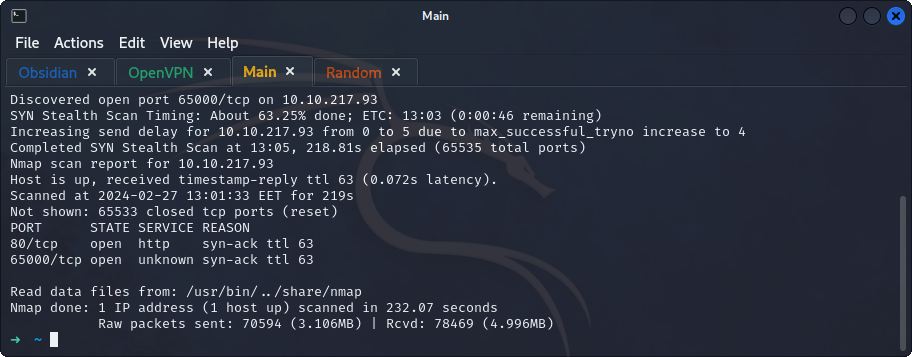 Main
File Actions Edit View Help
Obsidian × OpenVPN × Main × Random ×
Discovered open port 65000/tcp on 10.10.217.93
SYN Stealth Scan Timing: About 63.25% done; ETC: 13:03 (0:00:46 remaining)
Increasing send delay for 10.10.217.93 from 0 to 5 due to max_successful_tryno increase to 4
Completed SYN Stealth Scan at 13:05, 218.81s elapsed (65535 total ports)
Nmap scan report for 10.10.217.93
Host is up, received timestamp-reply ttl 63 (0.072s latency).
Scanned at 2024-02-27 13:01:33 EET for 219s
Not shown: 65533 closed tcp ports (reset)
PORT      STATE SERVICE REASON
80/tcp    open  http    syn-ack ttl 63
65000/tcp open  unknown syn-ack ttl 63
Read data files from: /usr/bin/../share/nmap
Nmap done: 1 IP address (1 host up) scanned in 232.07 seconds
Raw packets sent: 70594 (3.106MB) | Rcvd: 78469 (4.996MB)
→ ~